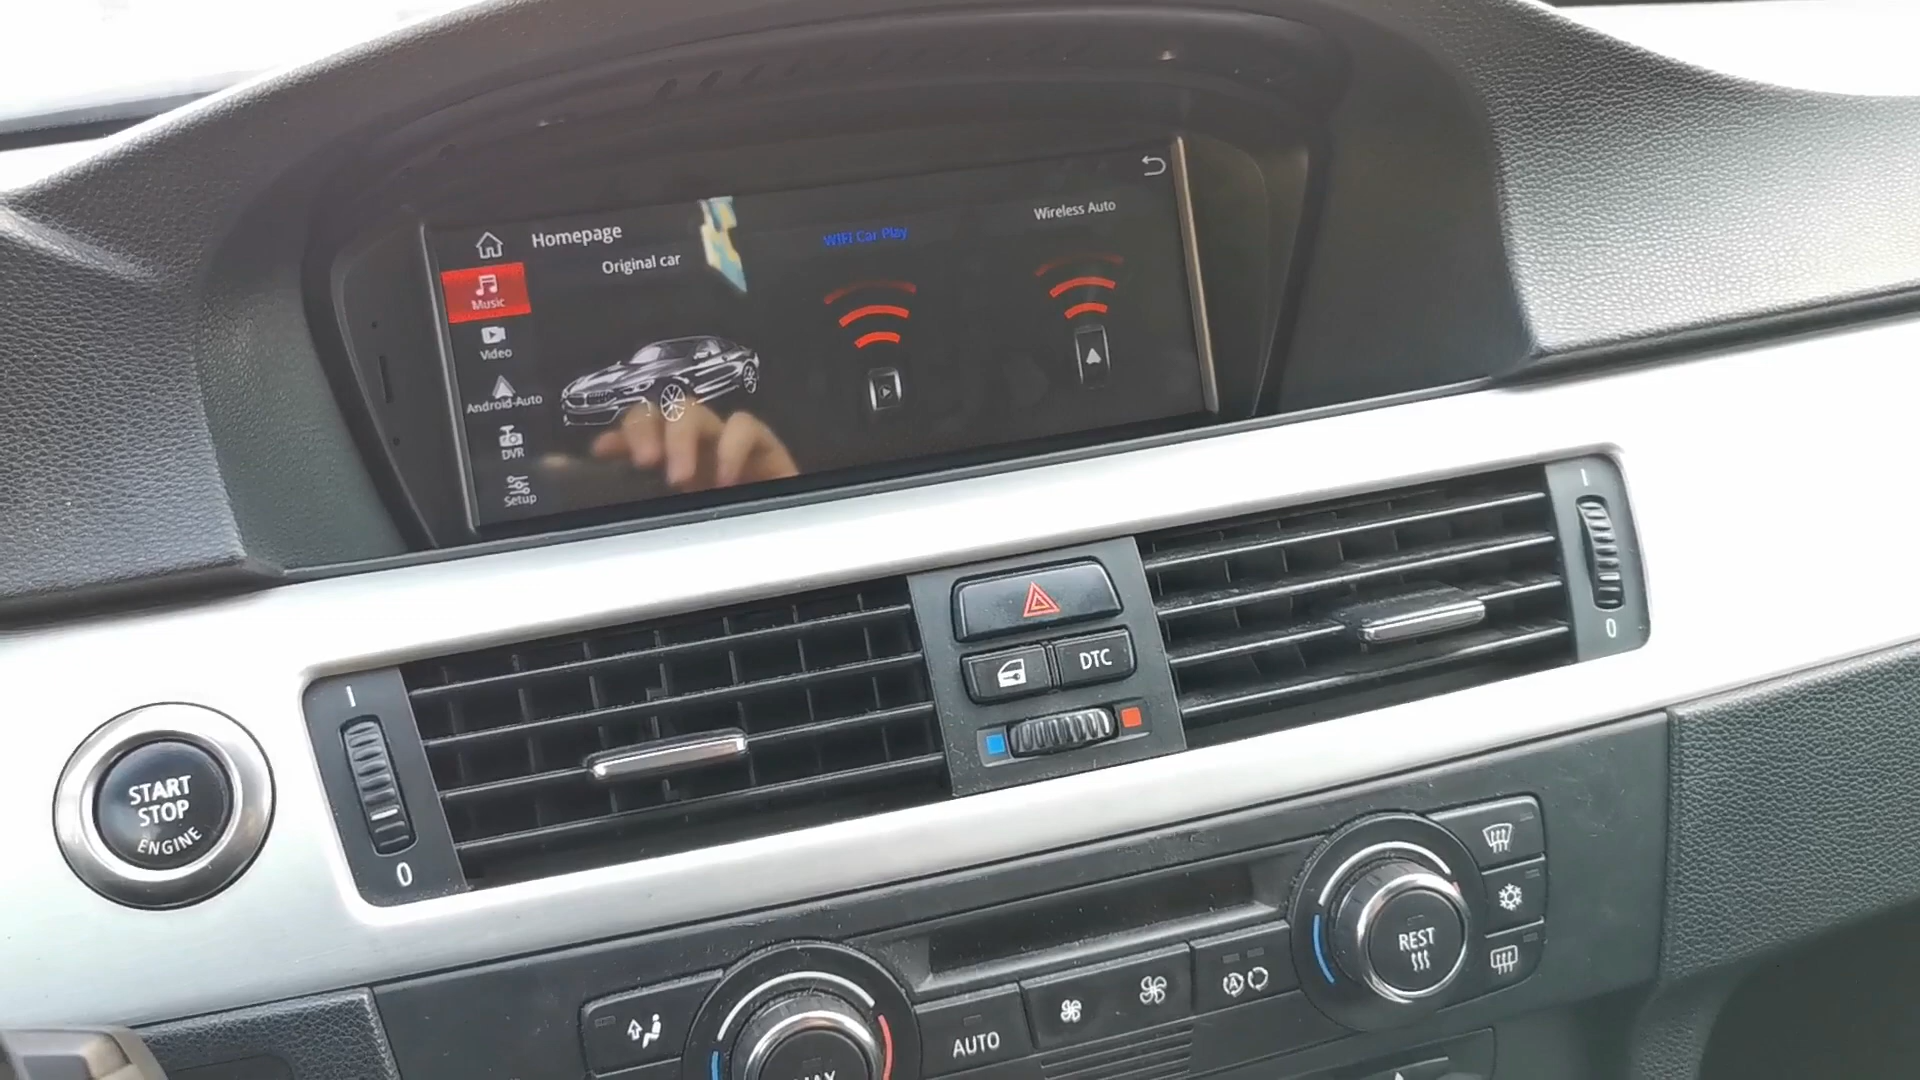 Homepage
Original car
WIFI Car Play
Wireless Auto
Music
Video
Android-Auto
DVR
Setup
I
0
I
0
DTC
START
STOP
ENGINE
REST
AUTO
A
MAX